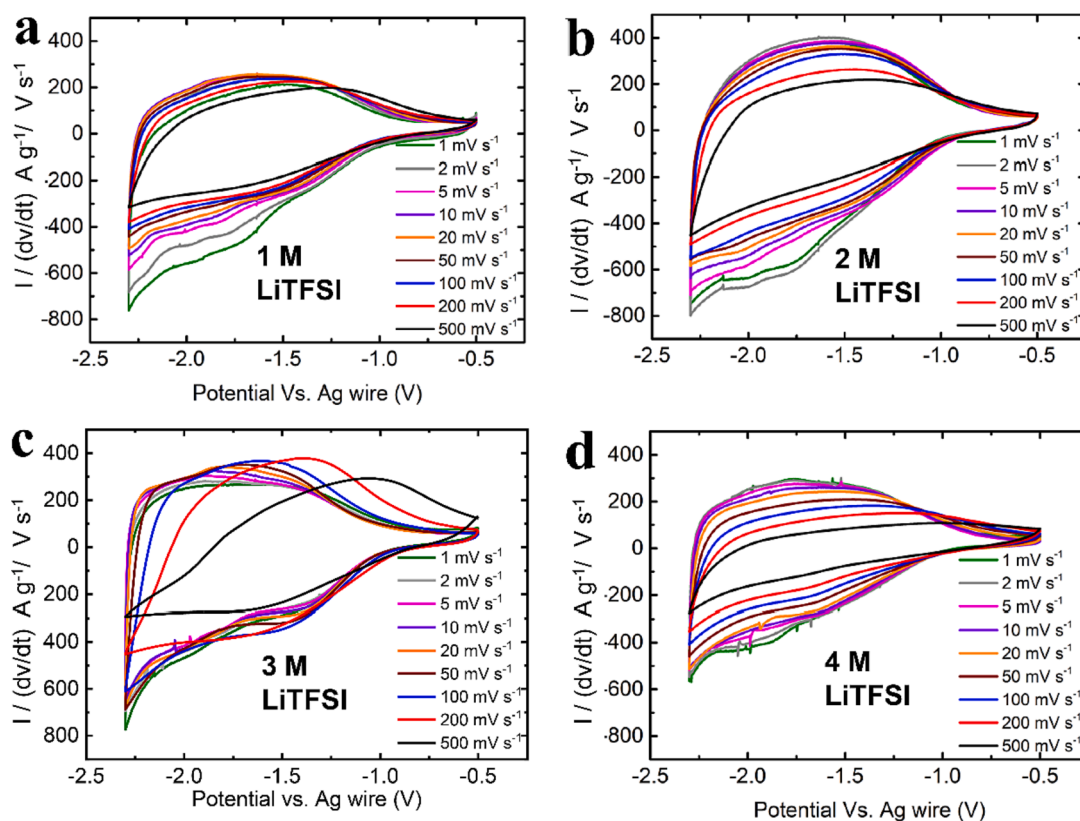 a
I / (dv/dt) A g⁻¹/ V s⁻¹
400
200
0
-200
-400
-600
-800
1 mV s⁻¹
2 mV s⁻¹
5 mV s⁻¹
10 mV s⁻¹
20 mV s⁻¹
50 mV s⁻¹
100 mV s⁻¹
200 mV s⁻¹
500 mV s⁻¹
1 M
LiTFSI
-2.5 -2.0 -1.5 -1.0 -0.5
Potential Vs. Ag wire (V)
b
I / (dv/dt) A g⁻¹/ V s⁻¹
400
200
0
-200
-400
-600
-800
1 mV s⁻¹
2 mV s⁻¹
5 mV s⁻¹
10 mV s⁻¹
20 mV s⁻¹
50 mV s⁻¹
100 mV s⁻¹
200 mV s⁻¹
500 mV s⁻¹
2 M
LiTFSI
-2.5 -2.0 -1.5 -1.0 -0.5
Potential Vs. Ag wire (V)
c
I / (dv/dt) A g⁻¹/ V s⁻¹
400
200
0
200
400
600
800
1 mV s⁻¹
2 mV s⁻¹
5 mV s⁻¹
10 mV s⁻¹
20 mV s⁻¹
50 mV s⁻¹
100 mV s⁻¹
200 mV s⁻¹
500 mV s⁻¹
3 M
LiTFSI
-2.5 -2.0 -1.5 -1.0 -0.5
Potential vs. Ag wire (V)
d
I / (dv/dt) A g⁻¹/ V s⁻¹
400
200
0
200
400
600
800
1 mV s⁻¹
2 mV s⁻¹
5 mV s⁻¹
10 mV s⁻¹
20 mV s⁻¹
50 mV s⁻¹
100 mV s⁻¹
200 mV s⁻¹
500 mV s⁻¹
4 M
LiTFSI
-2.5 -2.0 -1.5 -1.0 -0.5
Potential Vs. Ag wire (V)